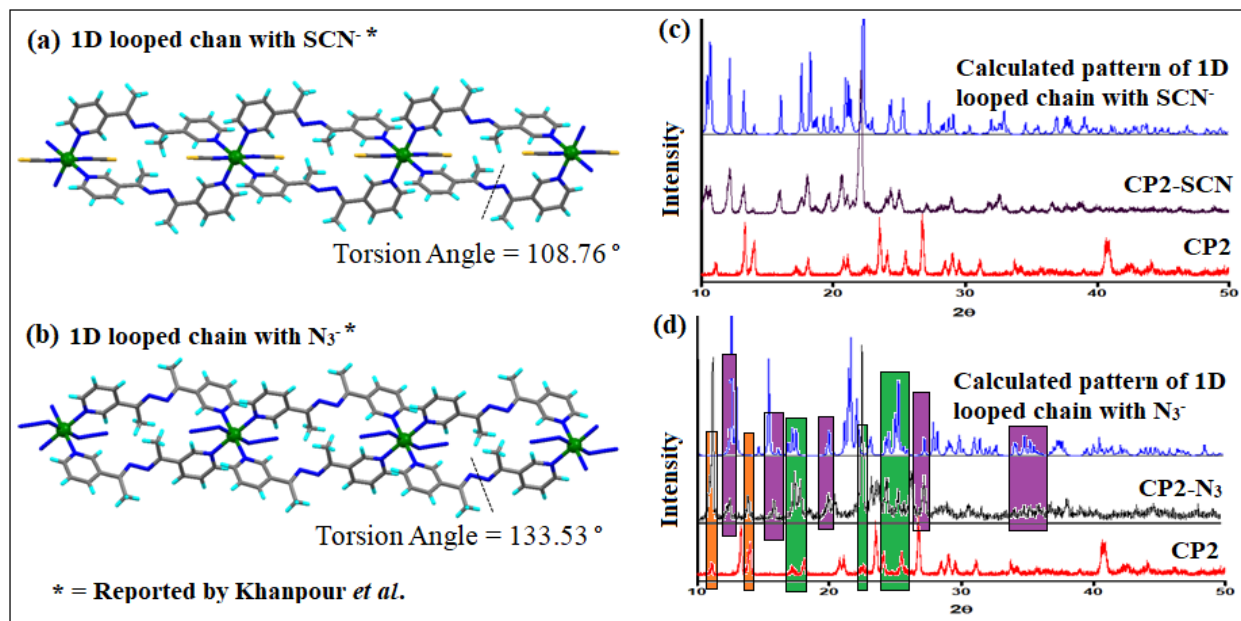 (a) 1D looped chan with SCN⁻ *
Torsion Angle = 108.76 °
(b) 1D looped chain with N₃⁻ *
Torsion Angle = 133.53 °
* = Reported by Khanpour et al.
(c)
Calculated pattern of 1D
looped chain with SCN⁻
CP2-SCN
CP2
Intensity
10 20 30 40 50
2θ
(d)
Calculated pattern of 1D
looped chain with N₃⁻
CP2-N₃
CP2
Intensity
10 20 30 40 50
2θ